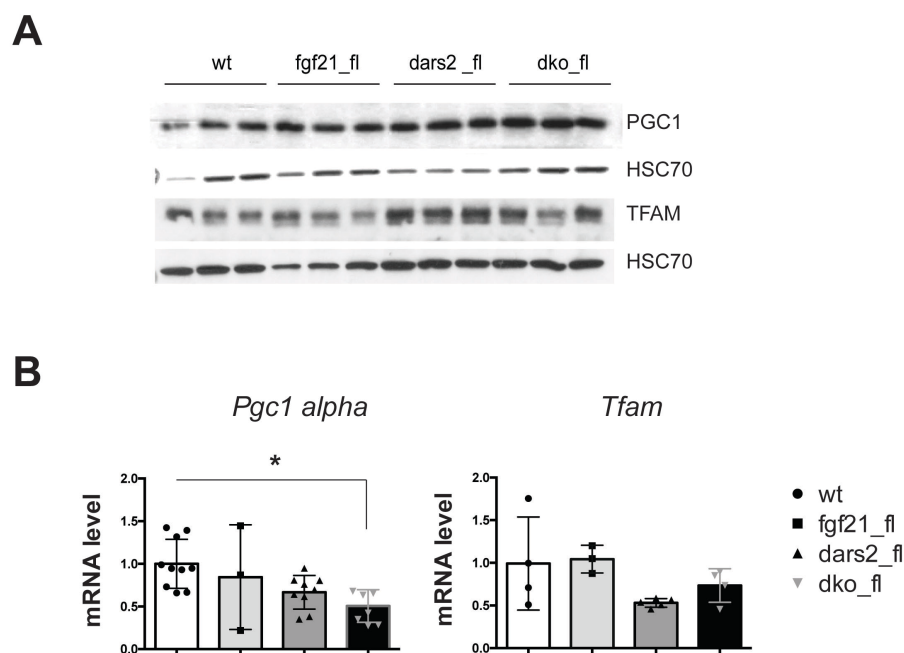 A
wt fgf21_fl dars2 _fl dko_fl
PGC1
HSC70
TFAM
HSC70
B
Pgc1 alpha Tfam
*
mRNA level
2.0
1.5
1.0
0.5
0.0
mRNA level
2.0
1.5
1.0
0.5
0.0
wt
fgf21_fl
dars2_fl
dko_fl